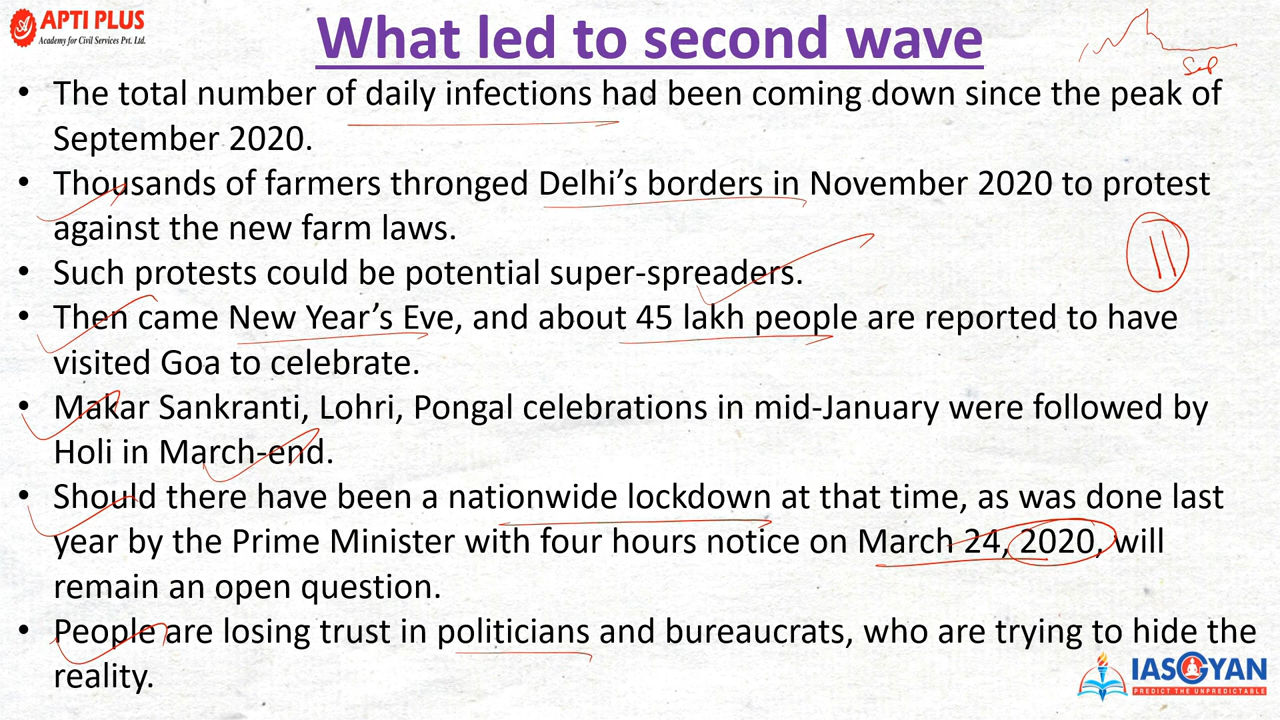 APTI PLUS
Academy for Civil Services Pvt. Ltd.
What led to second wave
Sep
• The total number of daily infections had been coming down since the peak of
September 2020.
• Thousands of farmers thronged Delhi's borders in November 2020 to protest
against the new farm laws.
• Such protests could be potential super-spreaders.
11
• Then came New Year's Eve, and about 45 lakh people are reported to have
visited Goa to celebrate.
• Makar Sankranti, Lohri, Pongal celebrations in mid-January were followed by
Holi in March-end.
• Should there have been a nationwide lockdown at that time, as was done last
year by the Prime Minister with four hours notice on March 24, 2020, will
remain an open question.
• People are losing trust in politicians and bureaucrats, who are trying to hide the
reality.
IASGYAN
PREDICT THE UNPREDICTABLE